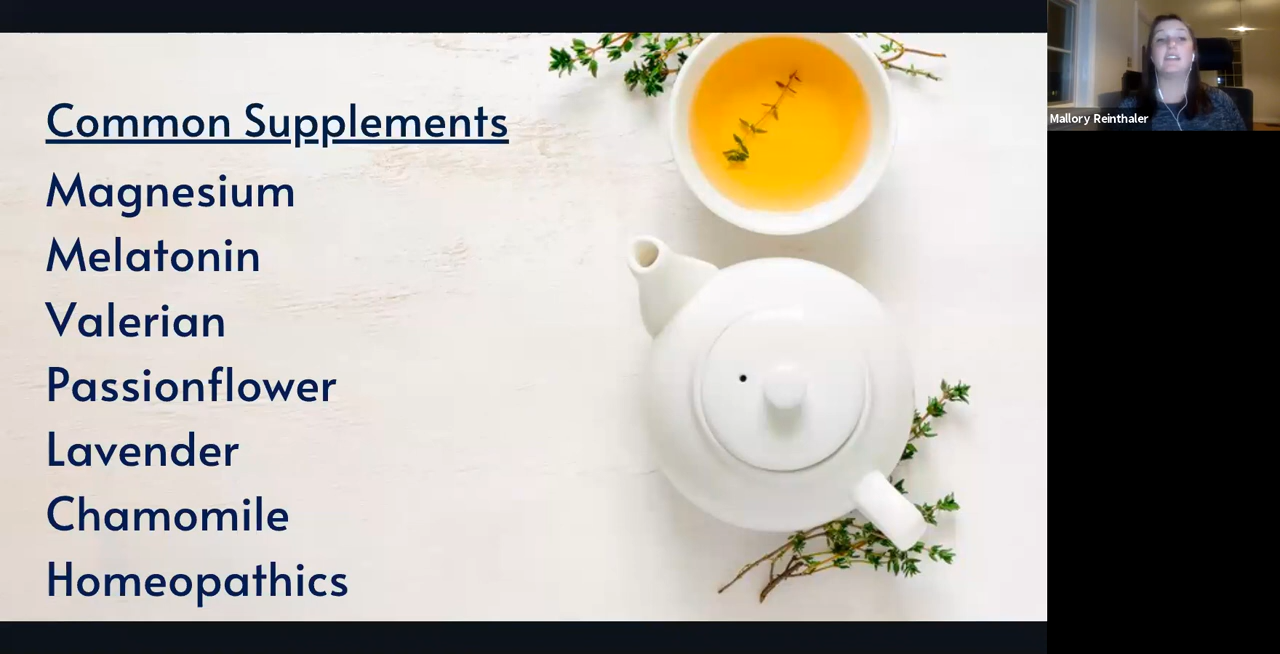 Common Supplements
Magnesium
Melatonin
Valerian
Passionflower
Lavender
Chamomile
Homeopathics
Mallory Reinthaler